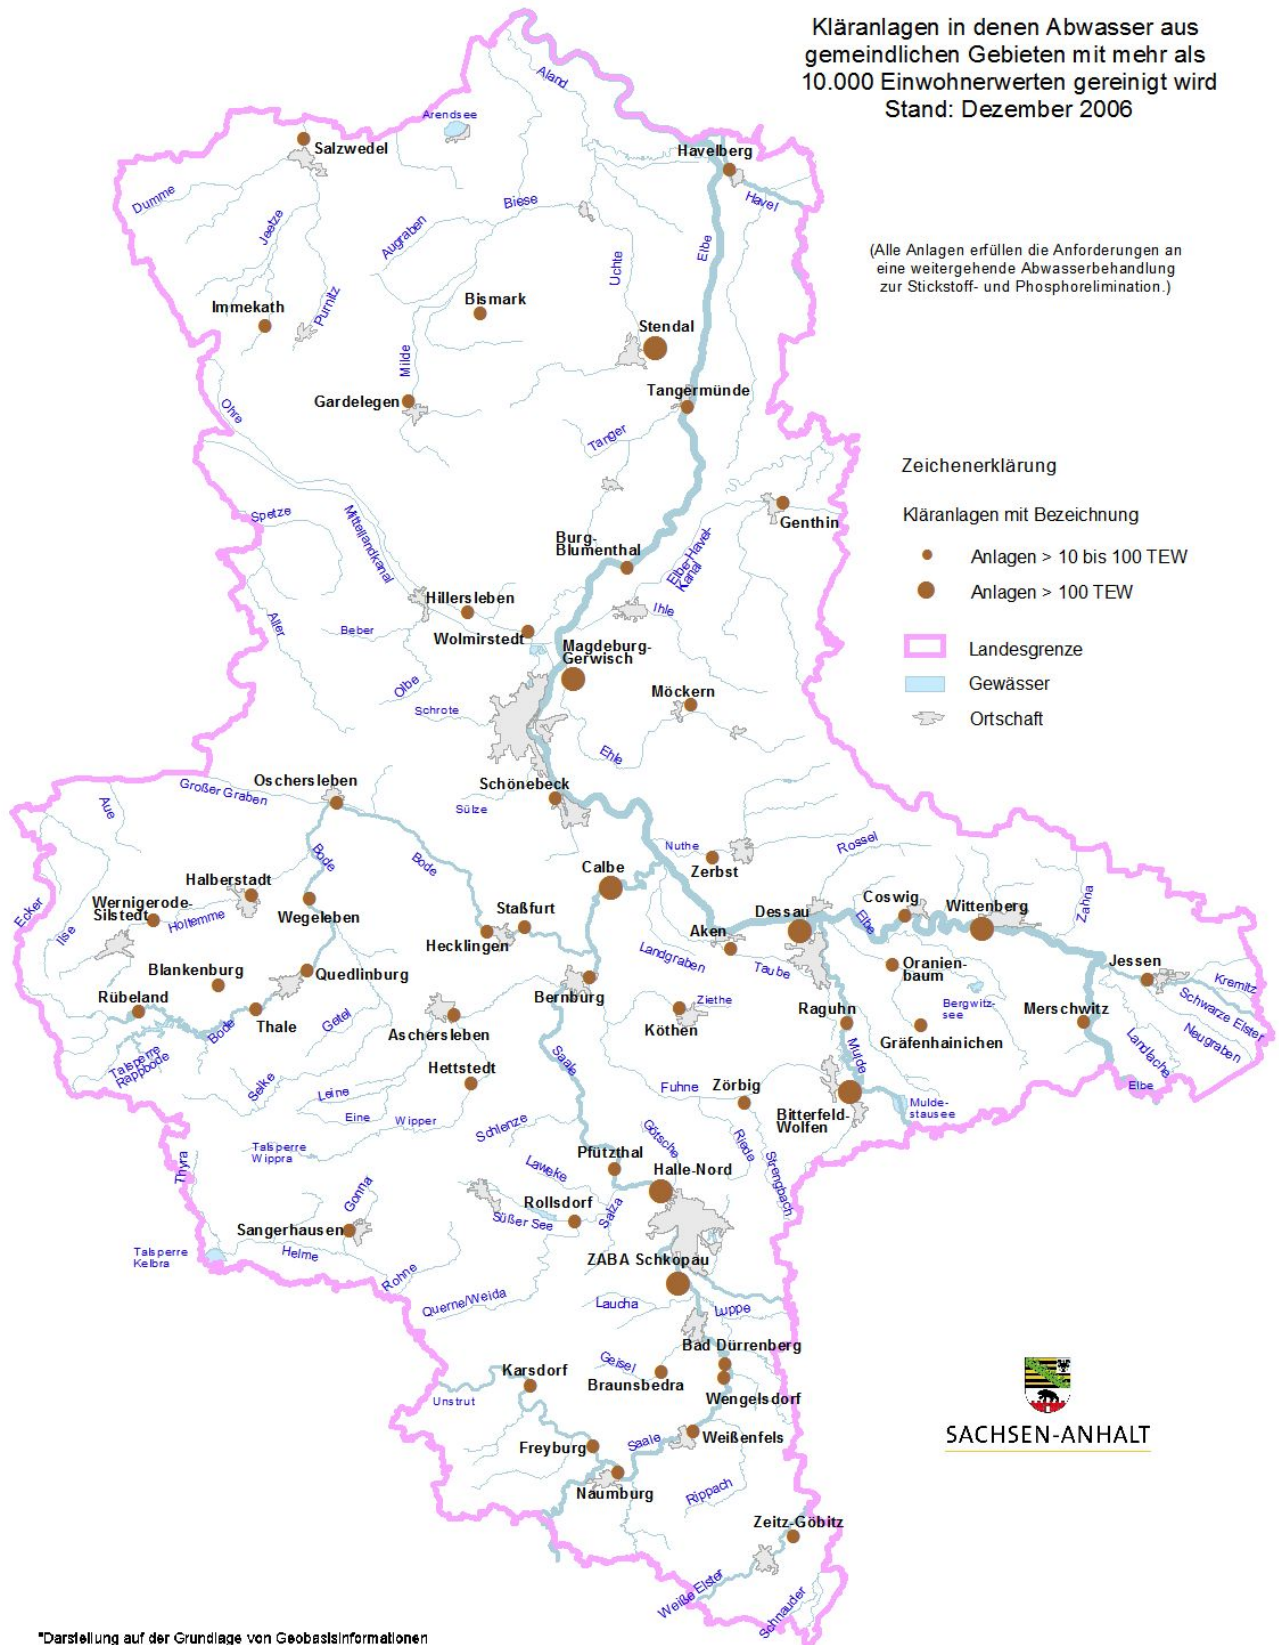 Kläranlagen in denen Abwasser aus
gemeindlichen Gebieten mit mehr als
10.000 Einwohnerwerten gereinigt wird
Stand: Dezember 2006
Aland
Arendsee
Salzwedel
Havelberg
Dumme
Jeetze
Augraben
Biese
Havel
Uchte
Elbe
(Alle Anlagen erfüllen die Anforderungen an
eine weitergehende Abwasserbehandlung
zur Stickstoff- und Phosphorelimination.)
Immekath
Purnitz
Bismark
Stendal
Milde
Gardelegen
Tangermünde
Ohre
Tanger
Zeichenerklärung
Kläranlagen mit Bezeichnung
Anlagen > 10 bis 100 TEW
Anlagen > 100 TEW
Landesgrenze
Gewässer
Ortschaft
Spetze
Mittellandkanal
Genthin
Burg-
Blumenthal
Elbe-Havel-
Kanal
Hillersleben
Ihle
Aller
Beber
Wolmirstedt
Magdeburg-
Gerwisch
Olbe
Möckern
Schrote
Ehle
Oschersleben
Großer Graben
Schönebeck
Aue
Sülze
Bode
Bode
Nuthe
Rossel
Zerbst
Calbe
Halberstadt
Wernigerode-
Silstedt
Holtemme
Wegeleben
Ecker
Ilse
Staßfurt
Hecklingen
Coswig
Wittenberg
Zahna
Dessau
Elbe
Aken
Landgraben
Taube
Oranien-
baum
Jessen
Kremitz
Schwarze Elster
Neugraben
Blankenburg
Quedlinburg
Rübeland
Thale
Bode
Getel
Bernburg
Ziethe
Köthen
Raguhn
Bergwitz-
see
Merschwitz
Gräfenhainichen
Landlache
Elbe
Aschersleben
Talsperre
Rappbode
Selke
Hettstedt
Saale
Mulde
Leine
Eine
Wipper
Fuhne
Zörbig
Bitterfeld-
Wolfen
Mulde-
stausee
Schlenze
Götsche
Riede
Strengbach
Talsperre
Wippra
Thyra
Pfützthal
Halle-Nord
Laweke
Gonna
Rollsdorf
Süßer See
Salza
Sangerhausen
Helme
Talsperre
Kelbra
Rohne
ZABA Schkopau
Querne/Weida
Laucha
Luppe
Bad Dürrenberg
Geisel
Karsdorf
Braunsbedra
Wengelsdorf
Unstrut
Freyburg
Saale
Weißenfels
Naumburg
Rippach
SACHSEN-ANHALT
Zeitz-Göbitz
Weiße Elster
Schnauder
*Darstellung auf der Grundlage von Geobasisinformationen